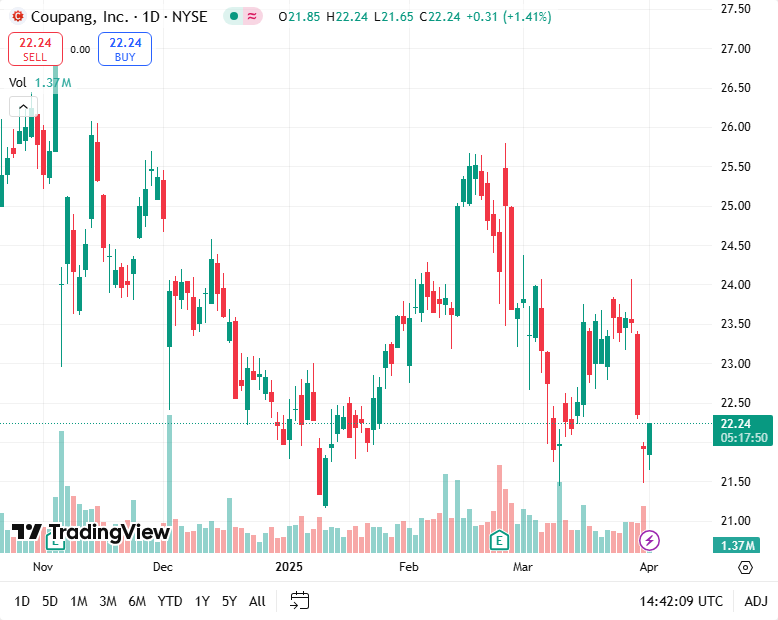 Coupang, Inc. · 1D · NYSE O21.85 H22.24 L21.65 C22.24 +0.31 (+1.41%)
22.24 SELL 0.00 22.24 BUY
Vol 1.37M
27.50
27.00
26.50
26.00
25.50
25.00
24.50
24.00
23.50
23.00
22.50
22.24
05:17:50
21.50
21.00
1.37M
TradingView
E E
Nov Dec 2025 Feb Mar Apr
1D 5D 1M 3M 6M YTD 1Y 5Y All 14:42:09 UTC ADJ